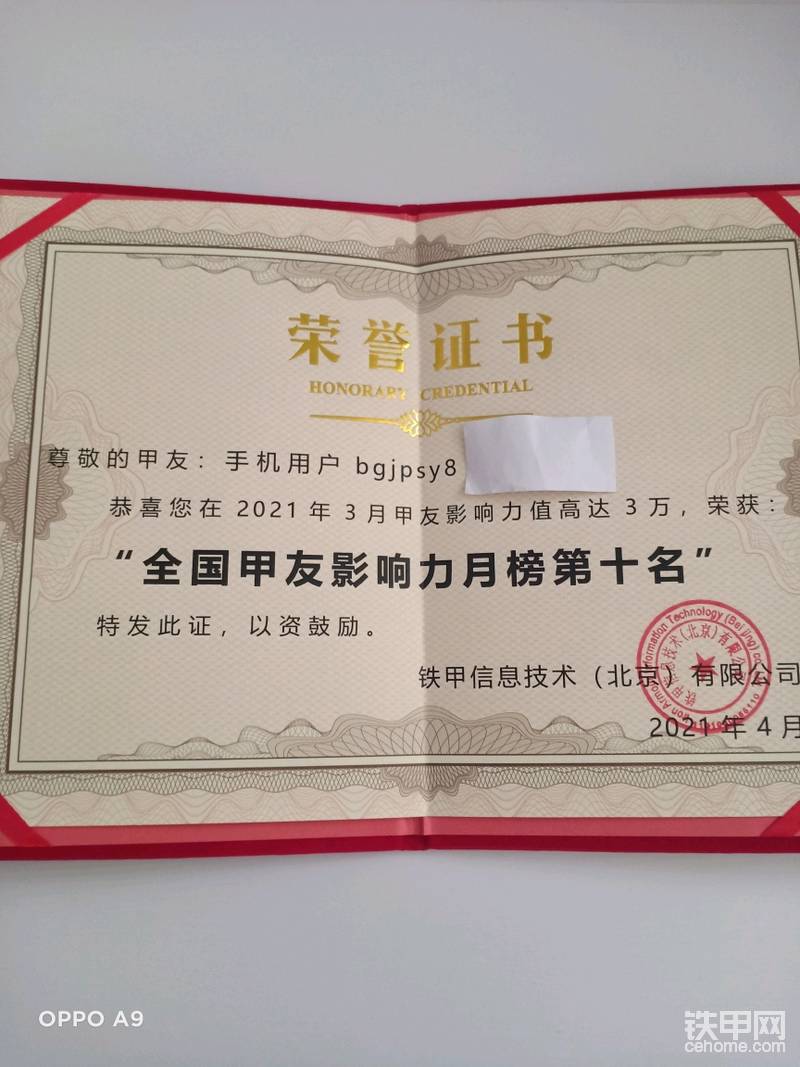 荣誉证书
HONORARY CREDENTIAL
尊敬的甲友：手机用户 bgjpsy8
恭喜您在 2021 年 3 月甲友影响力值高达 3 万，荣获：
“全国甲友影响力月榜第十名”
特发此证，以资鼓励。
铁甲信息技术（北京）有限公司
2021 年 4 月
OPPO A9
铁甲网
cehome.com